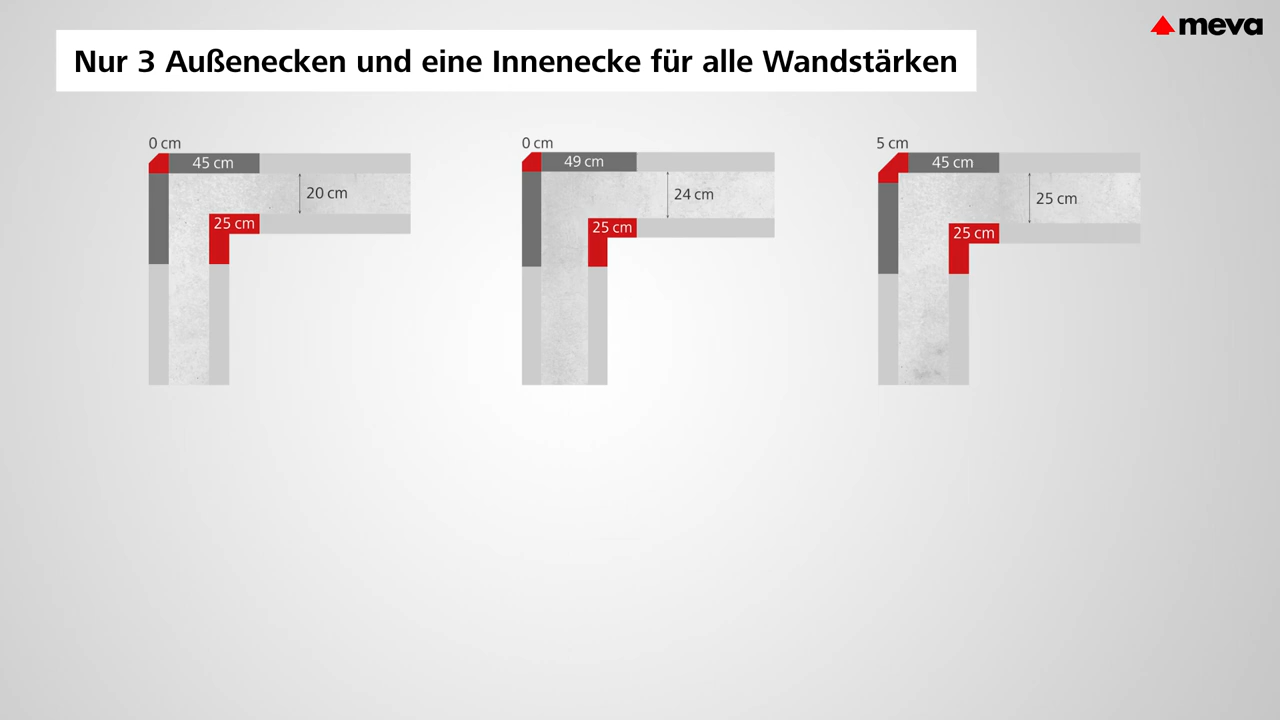 meva
Nur 3 Außenecken und eine Innenecke für alle Wandstärken
0 cm
45 cm
20 cm
25 cm
0 cm
49 cm
24 cm
25 cm
5 cm
45 cm
25 cm
25 cm